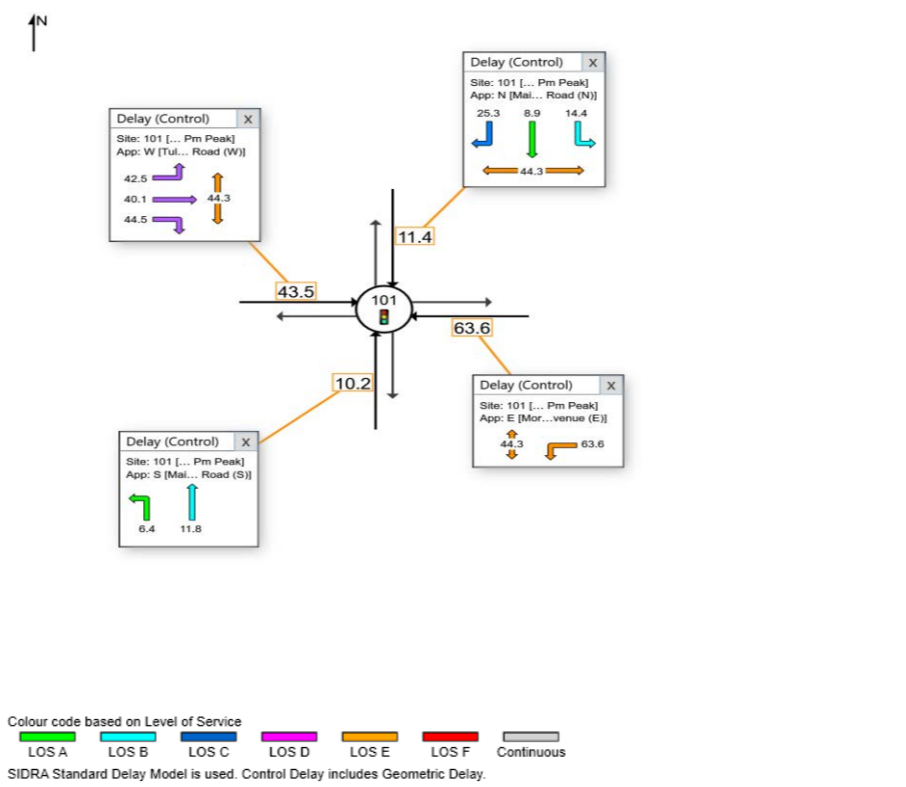 N
Delay (Control) X
Site: 101 [... Pm Peak]
App: N [Mai... Road (N)]
25.3 8.9 14.4
44.3
Delay (Control) X
Site: 101 [... Pm Peak]
App: W [Tul... Road (W)]
42.5
40.1 44.3
44.5
11.4
43.5
101
63.6
10.2
Delay (Control) X
Site: 101 [... Pm Peak]
App: E [Mor...venue (E)]
44.3 63.6
Delay (Control) X
Site: 101 [... Pm Peak]
App: S [Mai... Road (S)]
6.4 11.8
Colour code based on Level of Service
LOS A LOS B LOS C LOS D LOS E LOS F Continuous
SIDRA Standard Delay Model is used. Control Delay includes Geometric Delay.